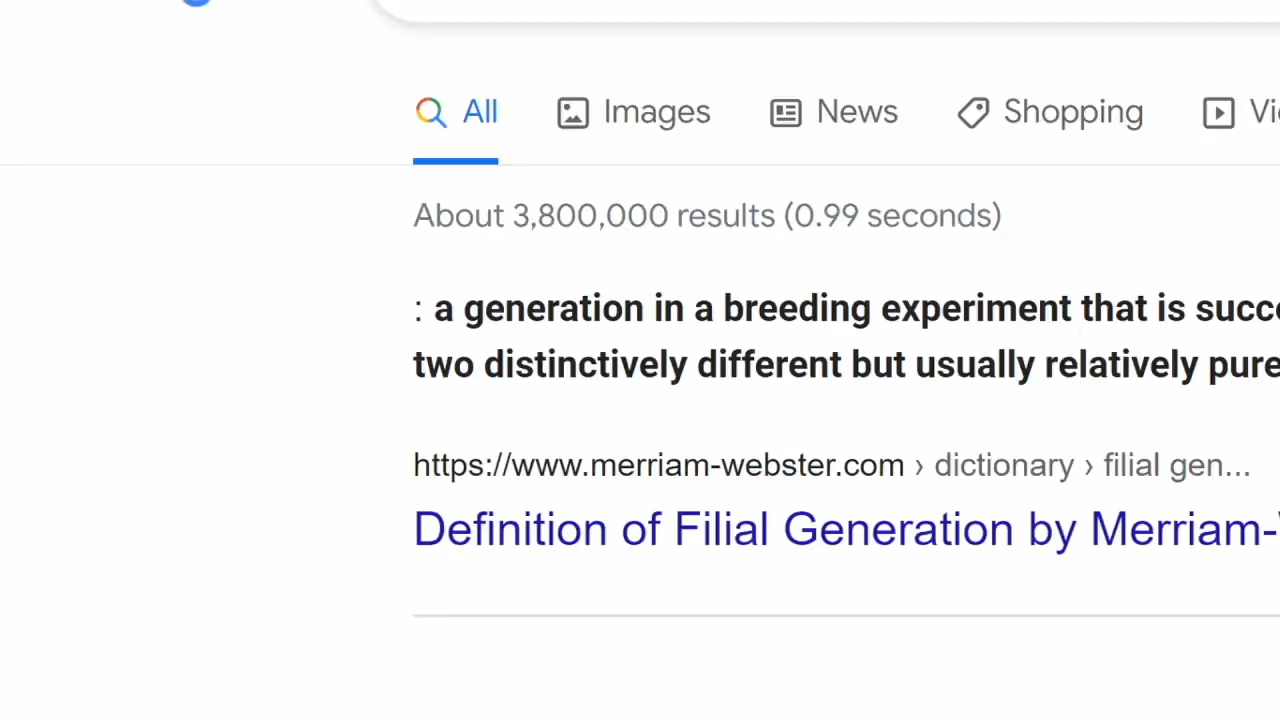 All Images News Shopping
About 3,800,000 results (0.99 seconds)
: a generation in a breeding experiment that is
two distinctively different but usually relatively pure
https://www.merriam-webster.com › dictionary › filial gen...
Definition of Filial Generation by Merriam-